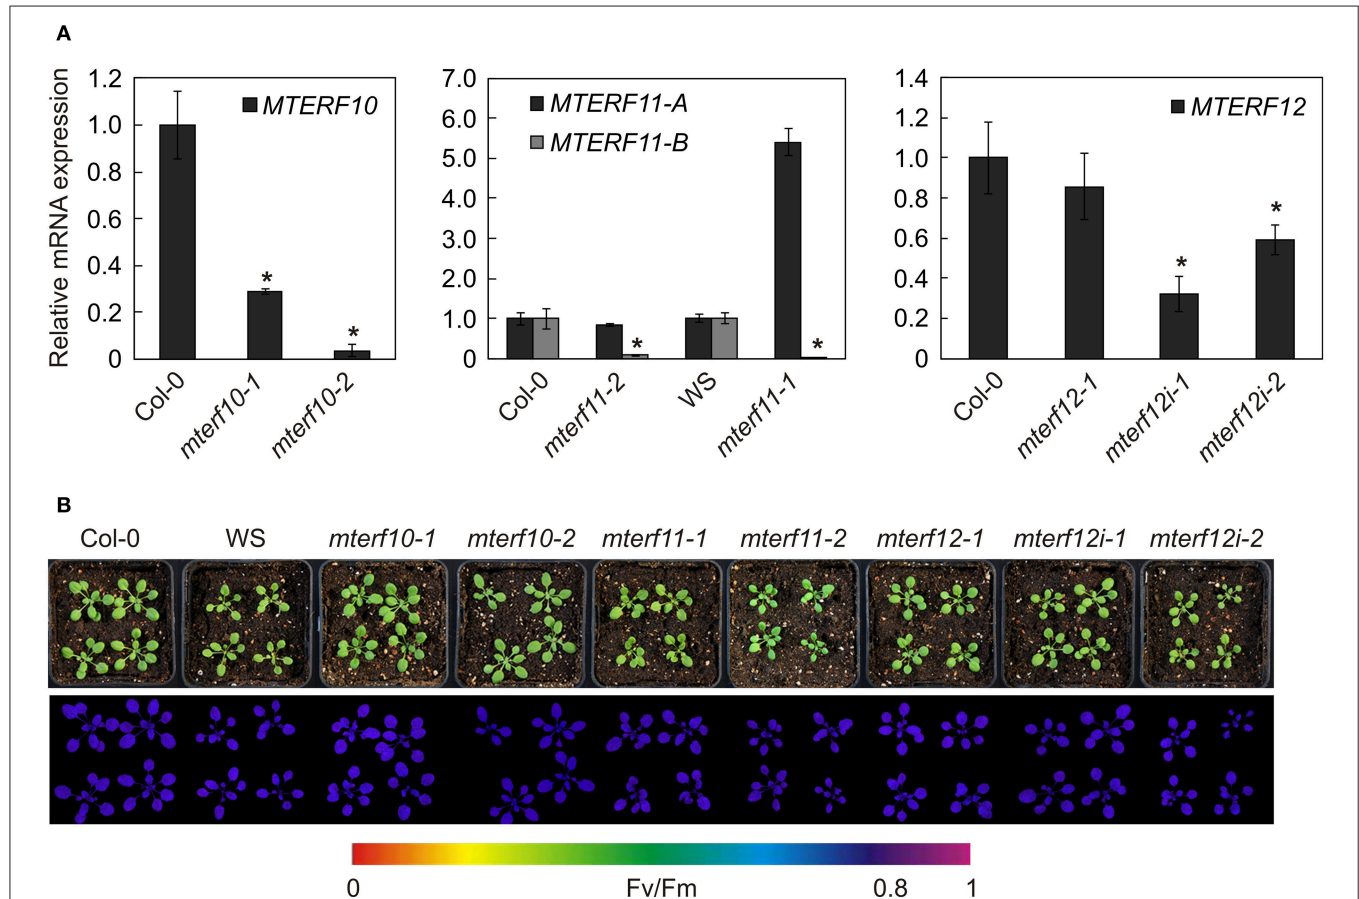 A
Relative mRNA expression
1.2
1.0
0.8
0.6
0.4
0.2
0
MTERF10
*
*
Col-0
mterf10-1
mterf10-2
7.0
6.0
5.0
4.0
3.0
2.0
1.0
0
MTERF11-A
MTERF11-B
*
*
Col-0
mterf11-2
WS
mterf11-1
1.4
1.2
1.0
0.8
0.6
0.4
0.2
0
MTERF12
*
*
Col-0
mterf12-1
mterf12i-1
mterf12i-2
B
Col-0 WS mterf10-1 mterf10-2 mterf11-1 mterf11-2 mterf12-1 mterf12i-1 mterf12i-2
0 Fv/Fm 0.8 1